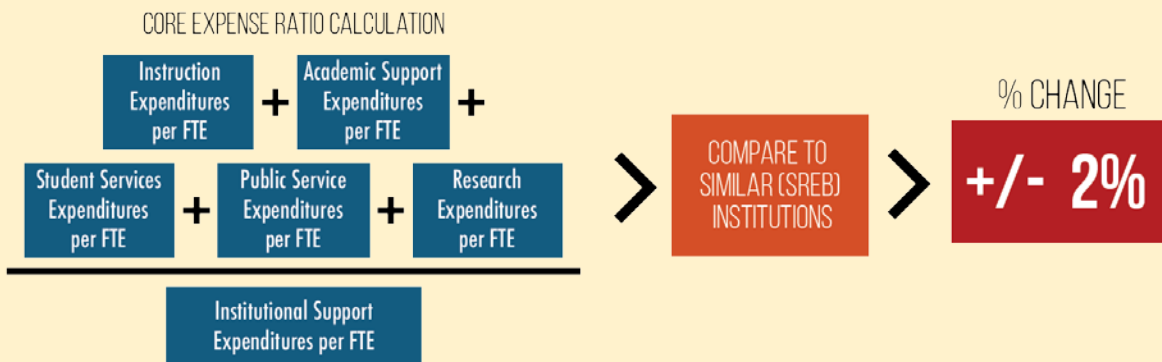 CORE EXPENSE RATIO CALCULATION
Instruction
Expenditures
per FTE
+
Academic Support
Expenditures
per FTE
+
Student Services
Expenditures
per FTE
+
Public Service
Expenditures
per FTE
+
Research
Expenditures
per FTE
Institutional Support
Expenditures per FTE
>
COMPARE TO
SIMILAR (SREB)
INSTITUTIONS
>
% CHANGE
+/- 2%